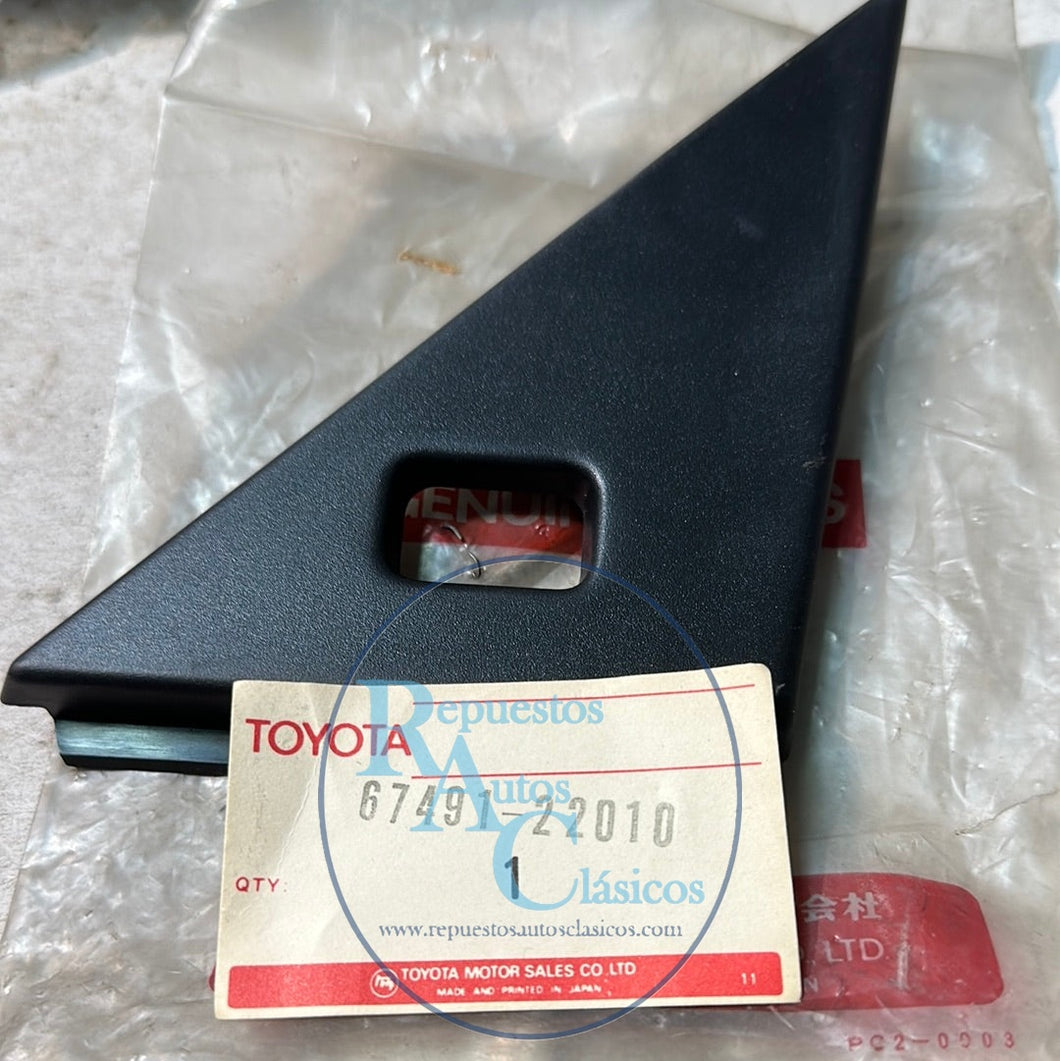 GENUIN
S
TOYOTA
67491-22010
QTY: 1
TOYOTA MOTOR SALES CO.,LTD
MADE AND PRINTED IN JAPAN
11
Repuestos
Autos
Clásicos
www.repuestosautosclasicos.com
会社
LTD
N
PC2-0003